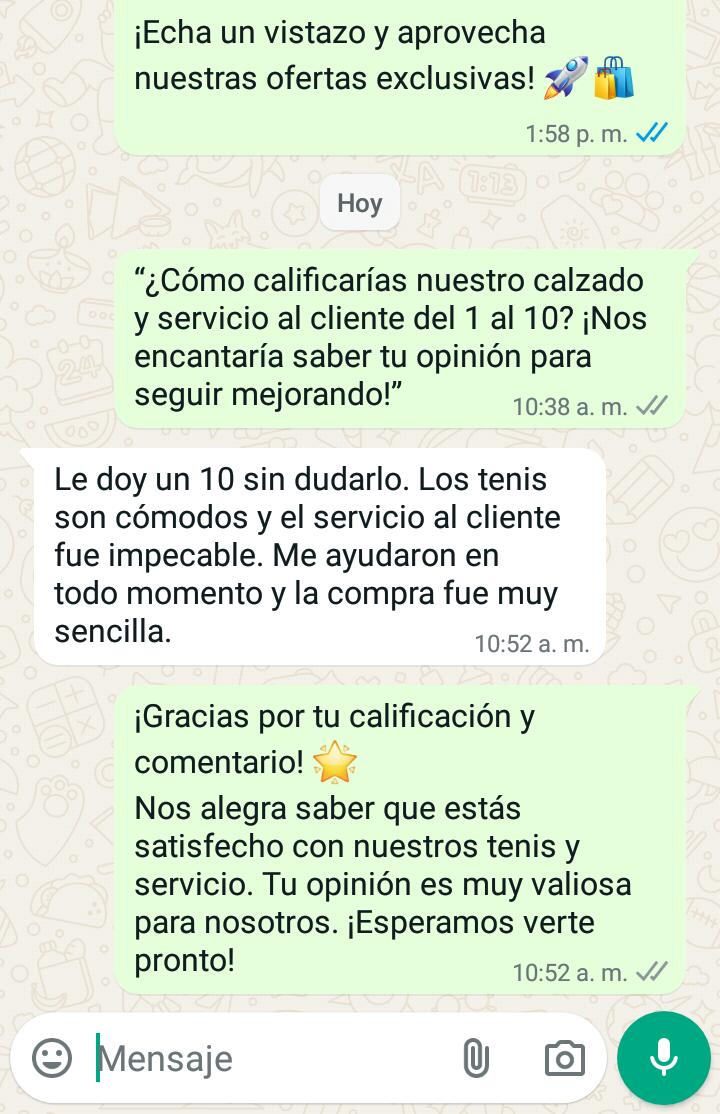 ¡Echa un vistazo y aprovecha
nuestras ofertas exclusivas! 🚀🛍️
1:58 p. m.
Hoy
“¿Cómo calificarías nuestro calzado
y servicio al cliente del 1 al 10? ¡Nos
encantaría saber tu opinión para
seguir mejorando!”
10:38 a. m.
Le doy un 10 sin dudarlo. Los tenis
son cómodos y el servicio al cliente
fue impecable. Me ayudaron en
todo momento y la compra fue muy
sencilla.
10:52 a. m.
¡Gracias por tu calificación y
comentario! 🌟
Nos alegra saber que estás
satisfecho con nuestros tenis y
servicio. Tu opinión es muy valiosa
para nosotros. ¡Esperamos verte
pronto!
10:52 a. m.
Mensaje